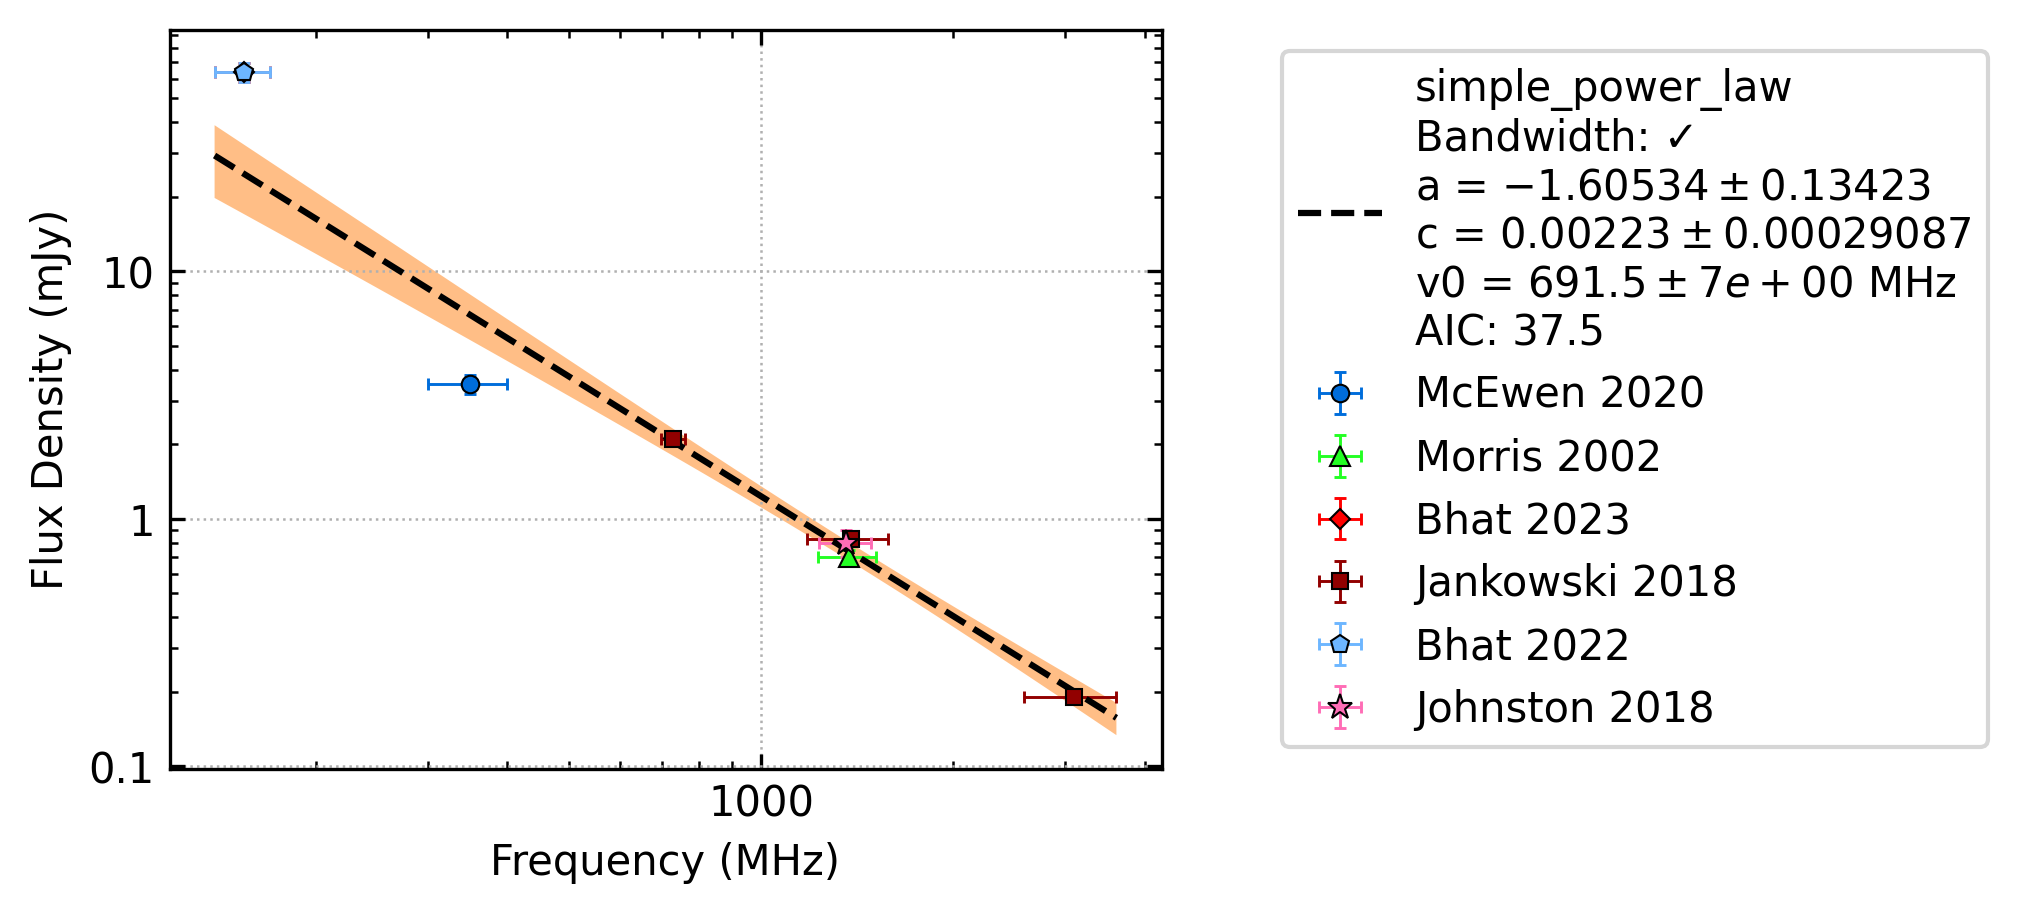 10
1
0.1
1000
Frequency (MHz)
Flux Density (mJy)
simple_power_law
Bandwidth: ✓
a = −1.60534 ± 0.13423
c = 0.00223 ± 0.00029087
v0 = 691.5 ± 7e + 00 MHz
AIC: 37.5
McEwen 2020
Morris 2002
Bhat 2023
Jankowski 2018
Bhat 2022
Johnston 2018